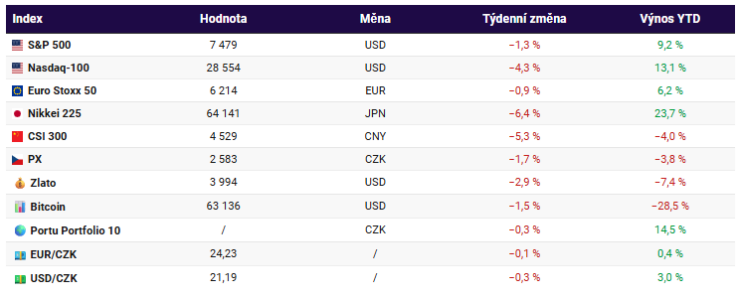 Index Hodnota Měna Týdenní změna Výnos YTD
S&P 500 7 479 USD −1,3 % 9,2 %
Nasdaq-100 28 554 USD −4,3 % 13,1 %
Euro Stoxx 50 6 214 EUR −0,9 % 6,2 %
Nikkei 225 64 141 JPN −6,4 % 23,7 %
CSI 300 4 529 CNY −5,3 % −4,0 %
PX 2 583 CZK −1,7 % −3,8 %
Zlato 3 994 USD −2,9 % −7,4 %
Bitcoin 63 136 USD −1,5 % −28,5 %
Portu Portfolio 10 / CZK −0,3 % 14,5 %
EUR/CZK 24,23 / −0,1 % 0,4 %
USD/CZK 21,19 / −0,3 % 3,0 %